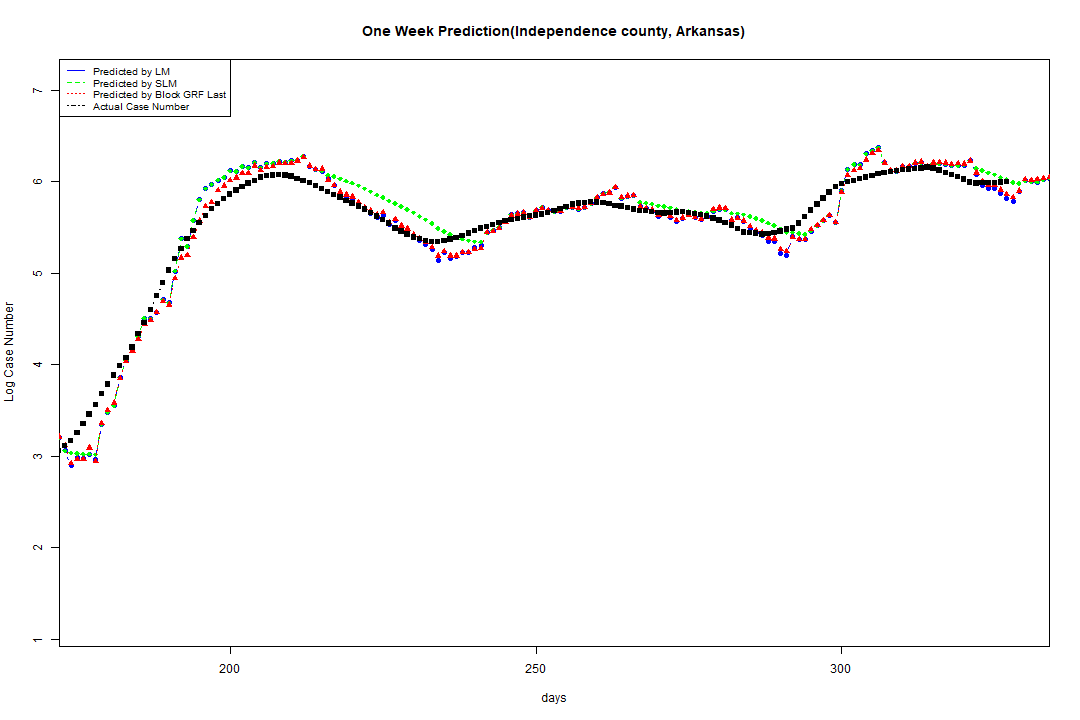 One Week Prediction(Independence county, Arkansas)
Predicted by LM
Predicted by SLM
Predicted by Block GRF Last
Actual Case Number
7
6
5
4
3
2
1
Log Case Number
200
250
300
days